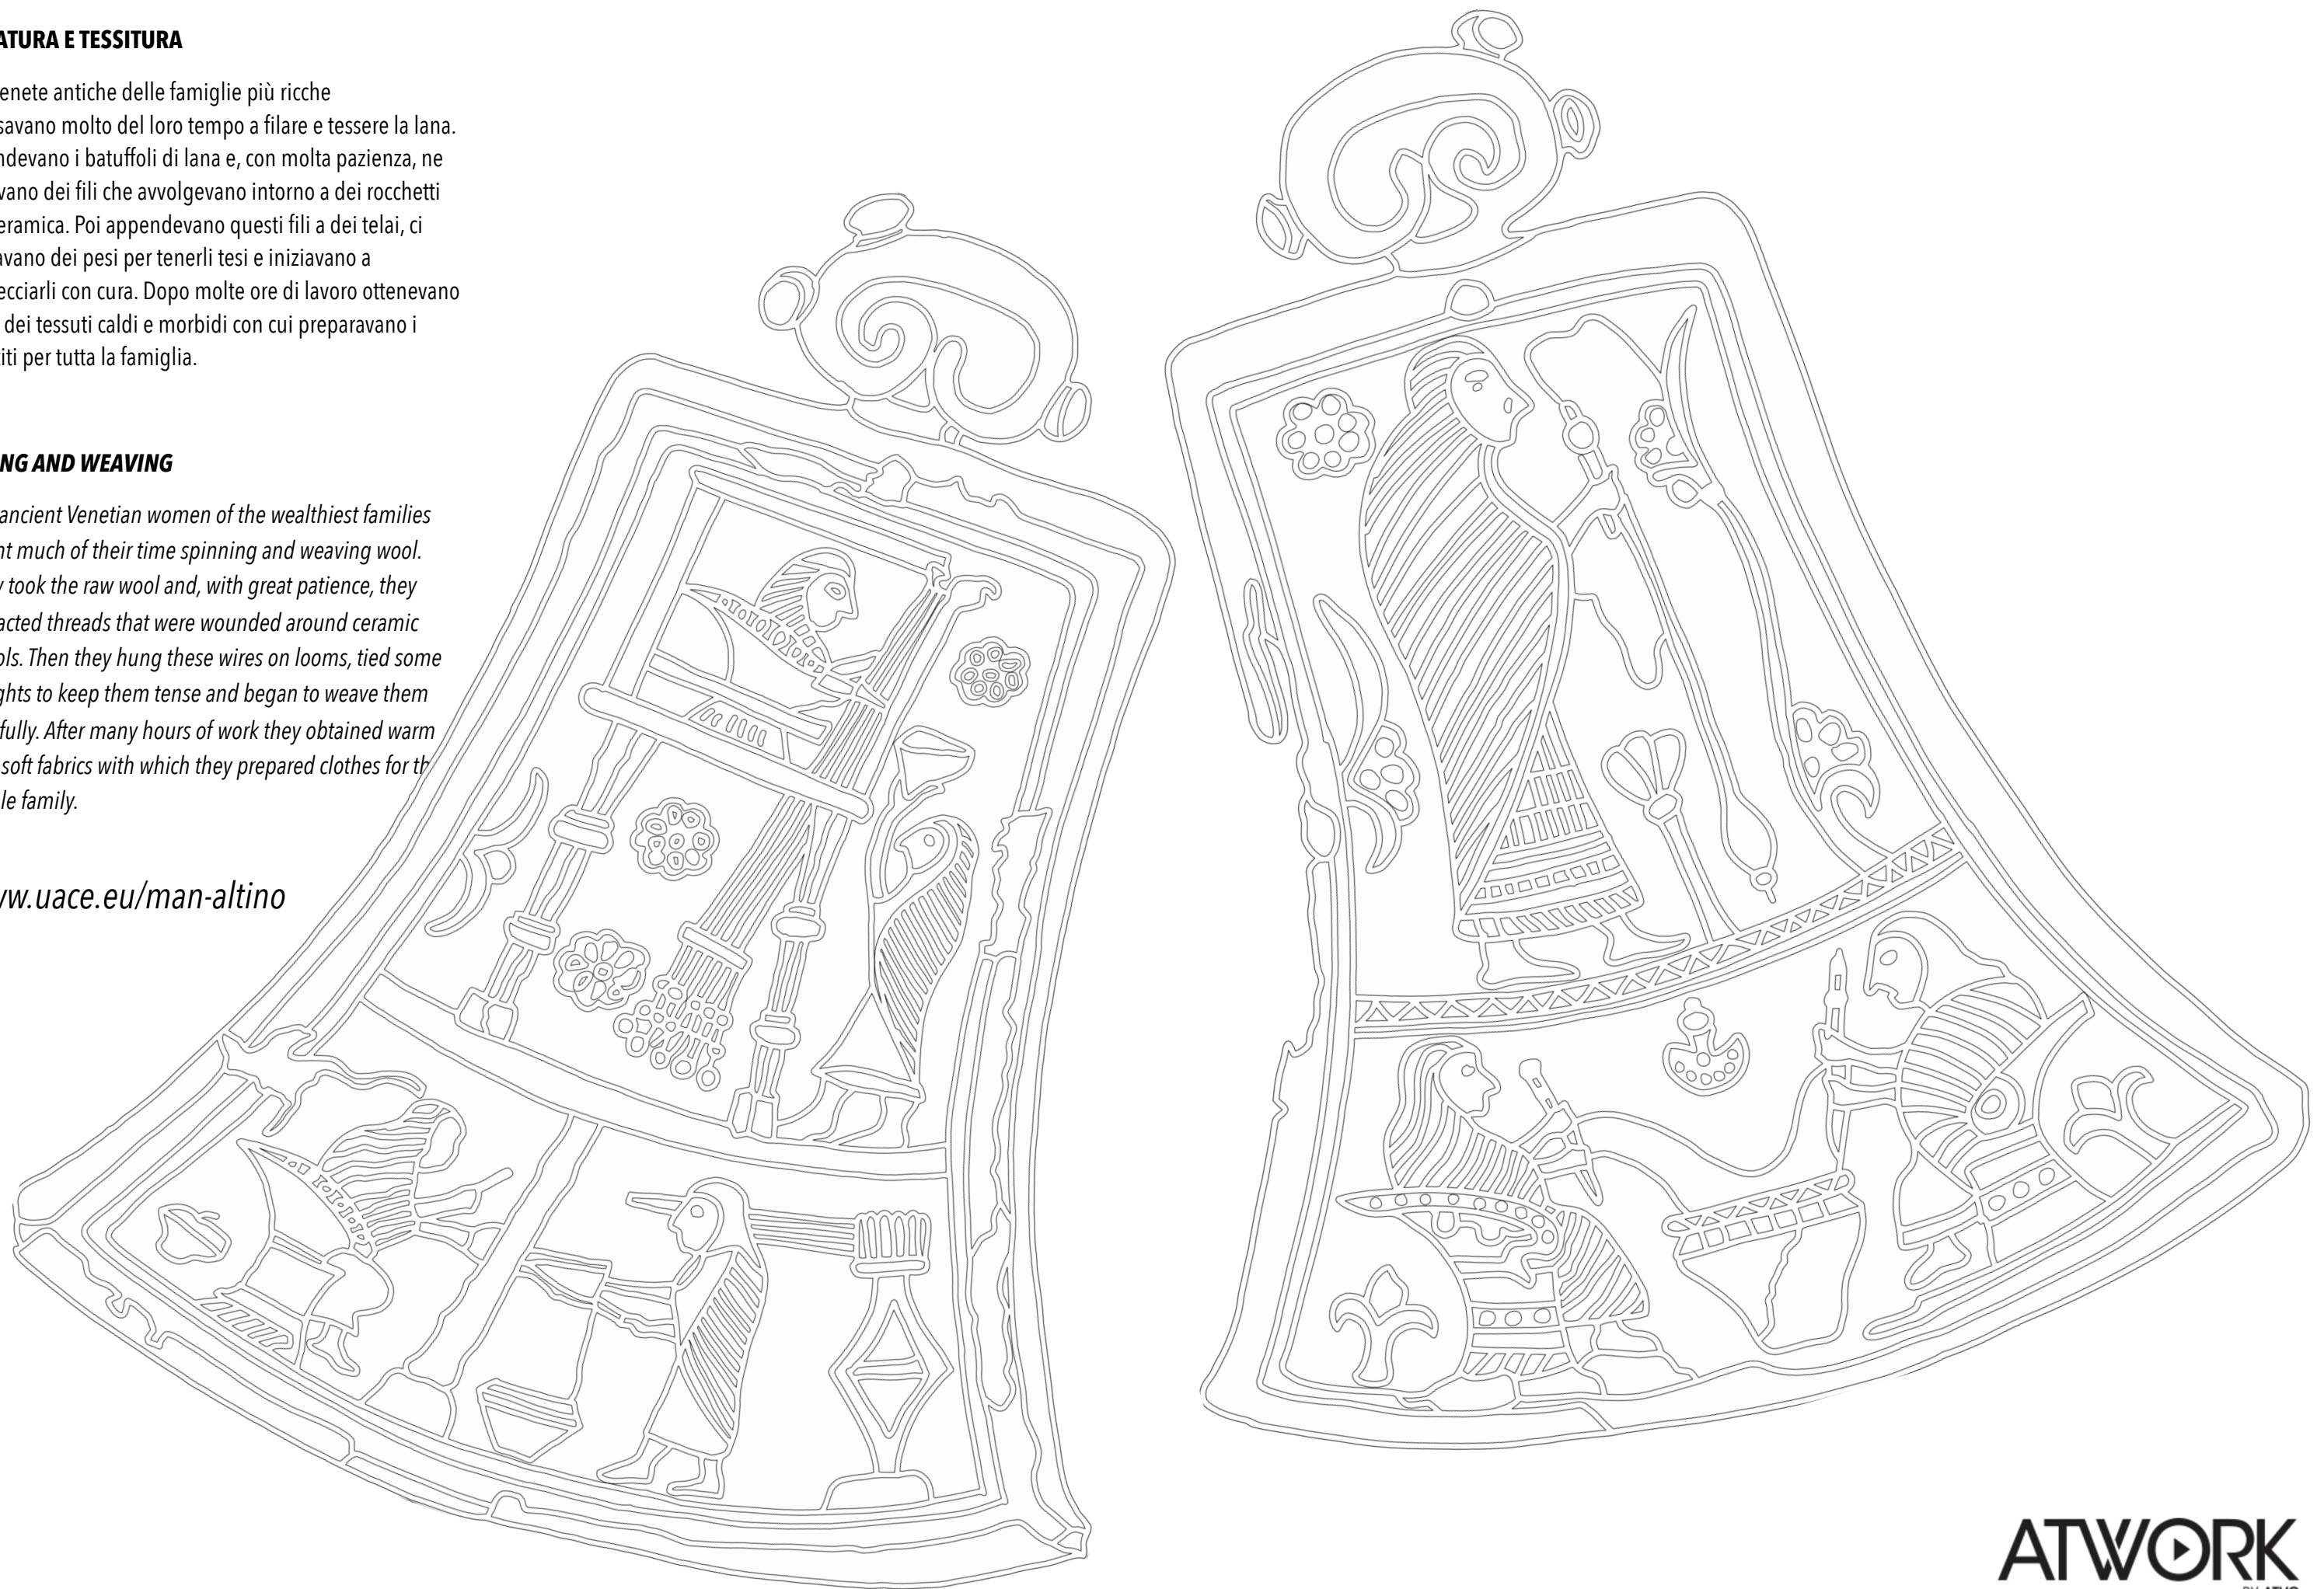 ATURA E TESSITURA
enete antiche delle famiglie più ricche
savano molto del loro tempo a filare e tessere la lana.
ndevano i batuffoli di lana e, con molta pazienza, ne
vano dei fili che avvolgevano intorno a dei rocchetti
eramica. Poi appendevano questi fili a dei telai, ci
avano dei pesi per tenerli tesi e iniziavano a
ecciarli con cura. Dopo molte ore di lavoro ottenevano
dei tessuti caldi e morbidi con cui preparavano i
iti per tutta la famiglia.
NG AND WEAVING
ancient Venetian women of the wealthiest families
nt much of their time spinning and weaving wool.
y took the raw wool and, with great patience, they
acted threads that were wounded around ceramic
ols. Then they hung these wires on looms, tied some
ghts to keep them tense and began to weave them
fully. After many hours of work they obtained warm
soft fabrics with which they prepared clothes for th
le family.
w.uace.eu/man-altino
ATWORK